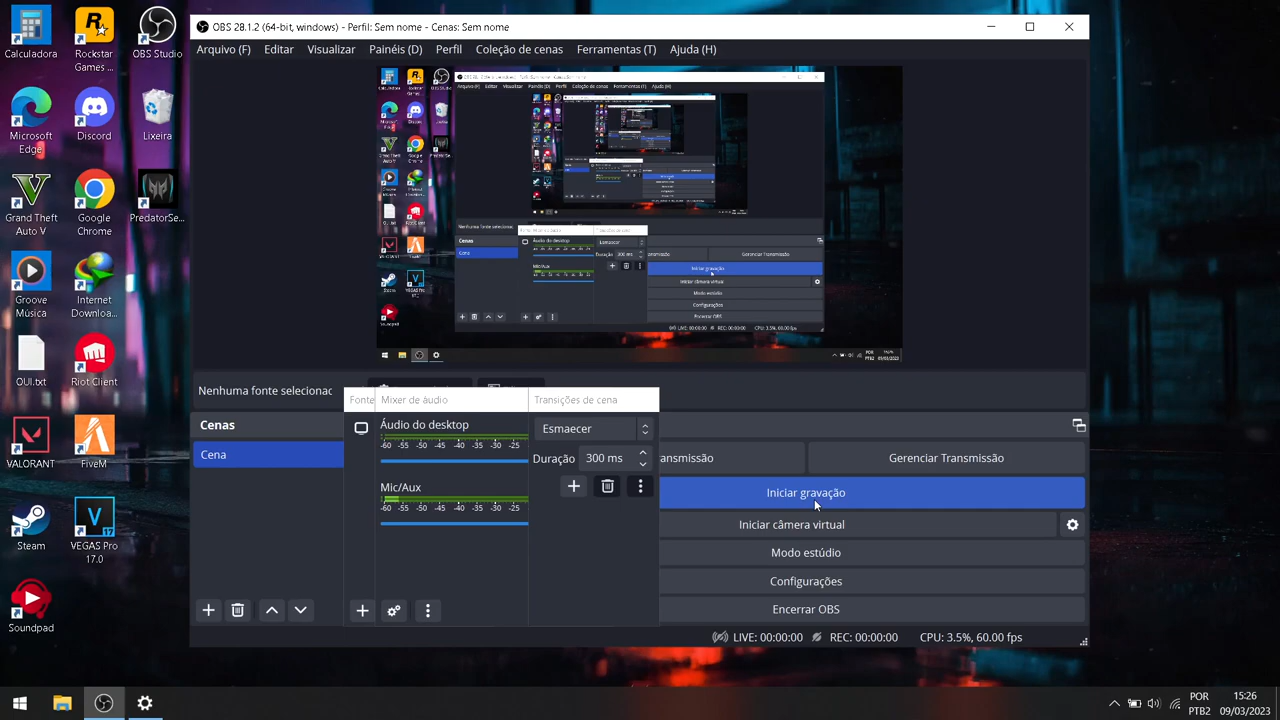 OBS 28.1.2 (64-bit, windows) - Perfil: Sem nome - Cenas: Sem nome
Arquivo (F) Editar Visualizar Painéis (D) Perfil Coleção de cenas Ferramentas (T) Ajuda (H)
Calculadora
Rockstar Games ...
OBS Studio
Microsoft Edge
Discord
Lixeira
Grand Theft Auto V
Google Chrome
PredatorSe...
Groove Música
Internet Downloa...
OUI.txt
Riot Client
VALORANT
FiveM
Steam
VEGAS Pro 17.0
Soundpad
Nenhuma fonte selecionac
Cenas
Cena
Fonte
Mixer de áudio
Áudio do desktop
-60 -55 -50 -45 -40 -35 -30 -25
Mic/Aux
-60 -55 -50 -45 -40 -35 -30 -25
Transições de cena
Esmaecer
Duração 300 ms
ansmissão
Gerenciar Transmissão
Iniciar gravação
Iniciar câmera virtual
Modo estúdio
Configurações
Encerrar OBS
LIVE: 00:00:00 REC: 00:00:00 CPU: 3.5%, 60.00 fps
POR
PTB2
15:26
09/03/2023